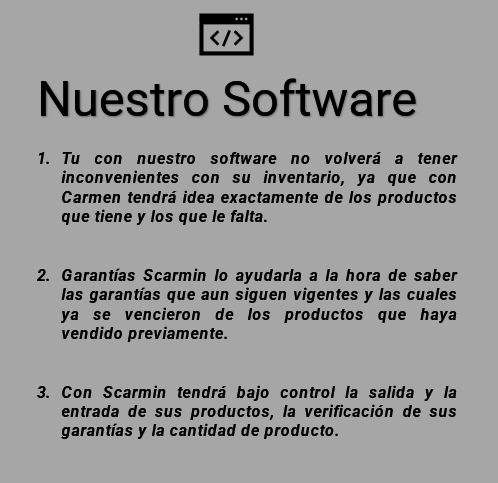 </>
Nuestro Software
1. Tu con nuestro software no volverá a tener
inconvenientes con su inventario, ya que con
Carmen tendrá idea exactamente de los productos
que tiene y los que le falta.
2. Garantías Scarmin lo ayudarla a la hora de saber
las garantías que aun siguen vigentes y las cuales
ya se vencieron de los productos que haya
vendido previamente.
3. Con Scarmin tendrá bajo control la salida y la
entrada de sus productos, la verificación de sus
garantías y la cantidad de producto.